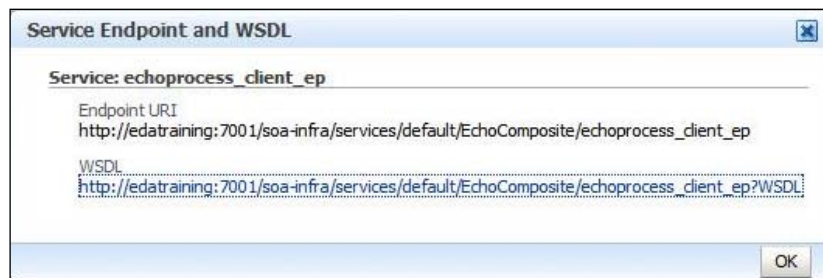 Service Endpoint and WSDL
Service: echoprocess_client_ep
Endpoint URI
http://edatraining:7001/soa-infra/services/default/EchoComposite/echoprocess_client_ep
WSDL
http://edatraining:7001/soa-infra/services/default/EchoComposite/echoprocess_client_ep?WSDL
OK